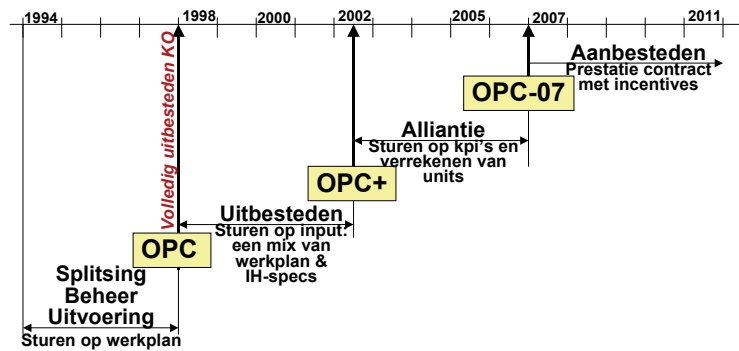 1994 1998 2000 2002 2005 2007 2011
Volledig uitbesteden KO
Aanbesteden
Prestatie contract
met incentives
OPC-07
Alliantie
Sturen op kpi's en
verrekenen van
units
OPC+
Uitbesteden
Sturen op input:
een mix van
werkplan &
IH-specs
OPC
Splitsing
Beheer
Uitvoering
Sturen op werkplan